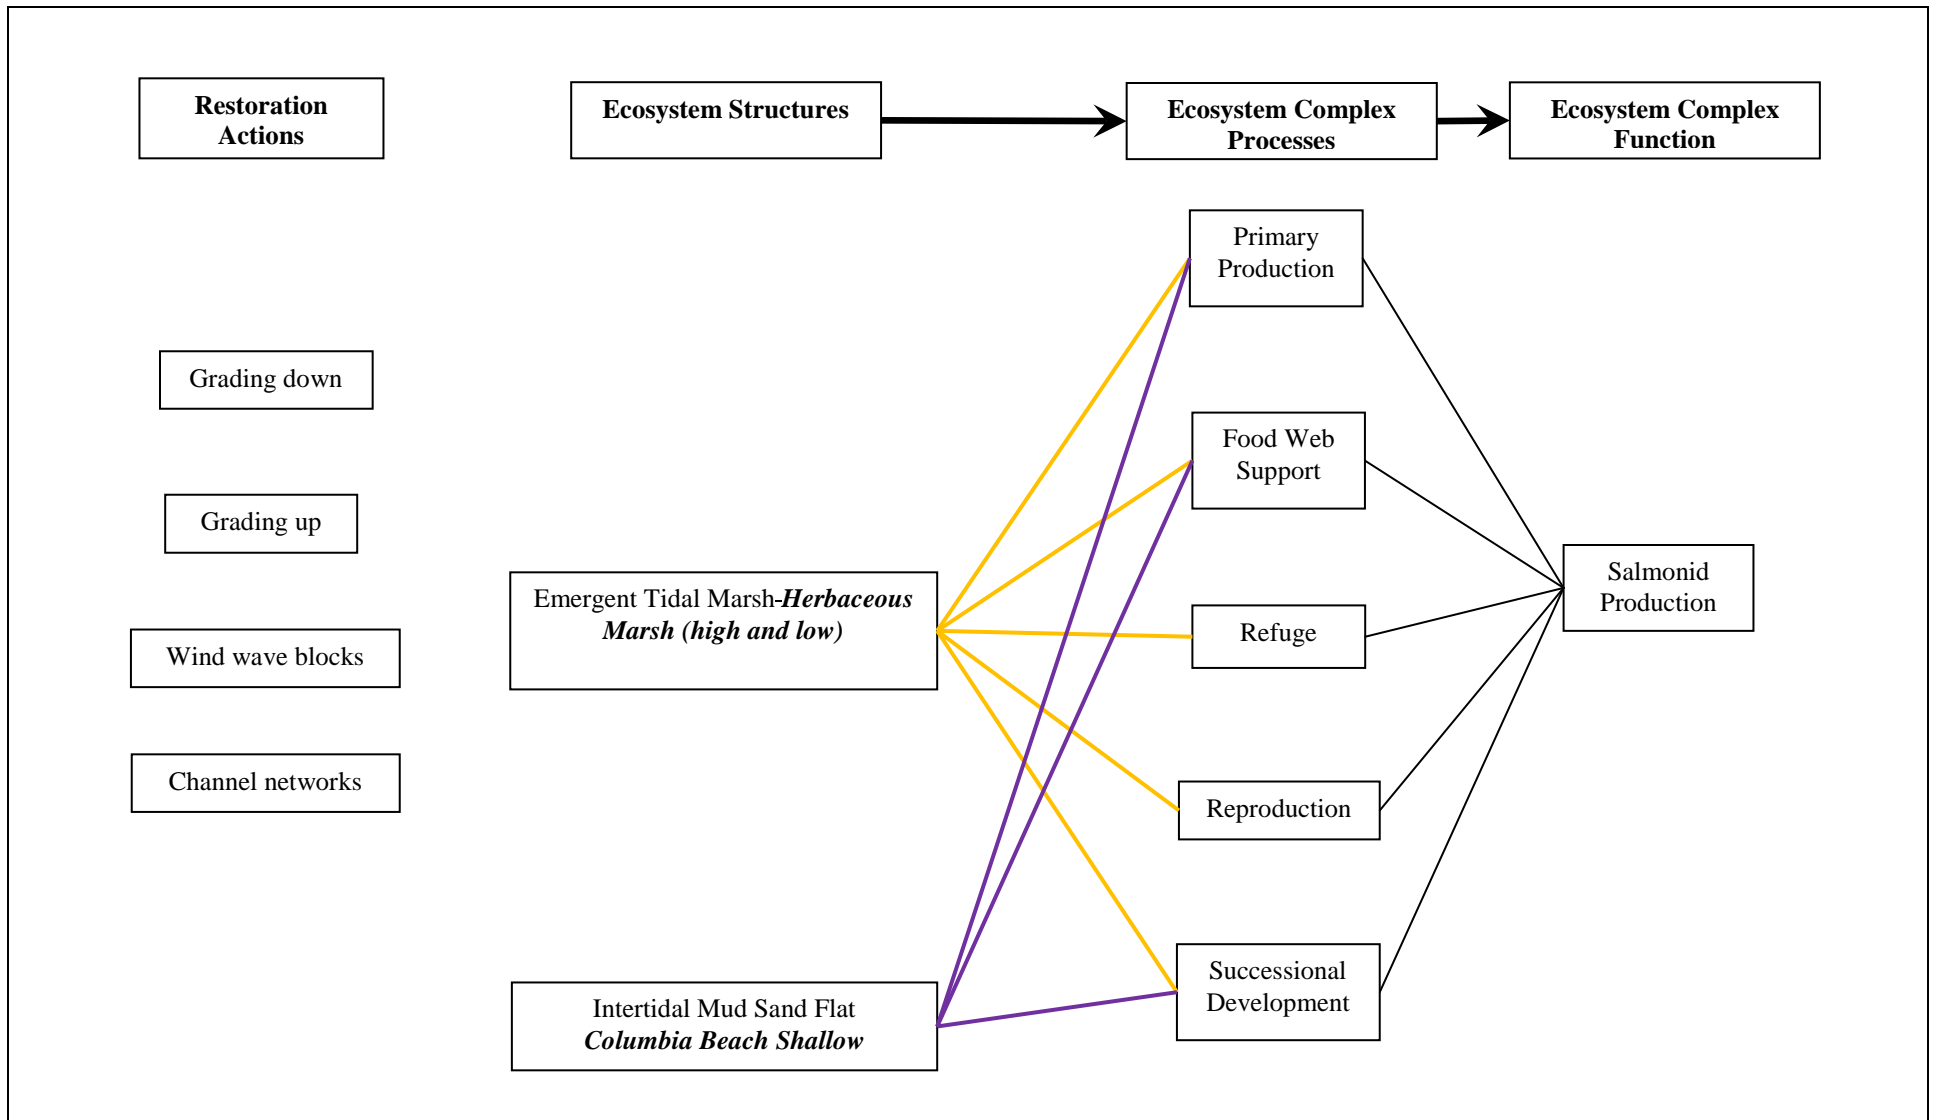 Restoration
Actions
Ecosystem Structures
Ecosystem Complex
Processes
Ecosystem Complex
Function
Primary
Production
Grading down
Food Web
Support
Grading up
Salmonid
Production
Emergent Tidal Marsh-Herbaceous
Marsh (high and low)
Refuge
Wind wave blocks
Channel networks
Reproduction
Successional
Development
Intertidal Mud Sand Flat
Columbia Beach Shallow